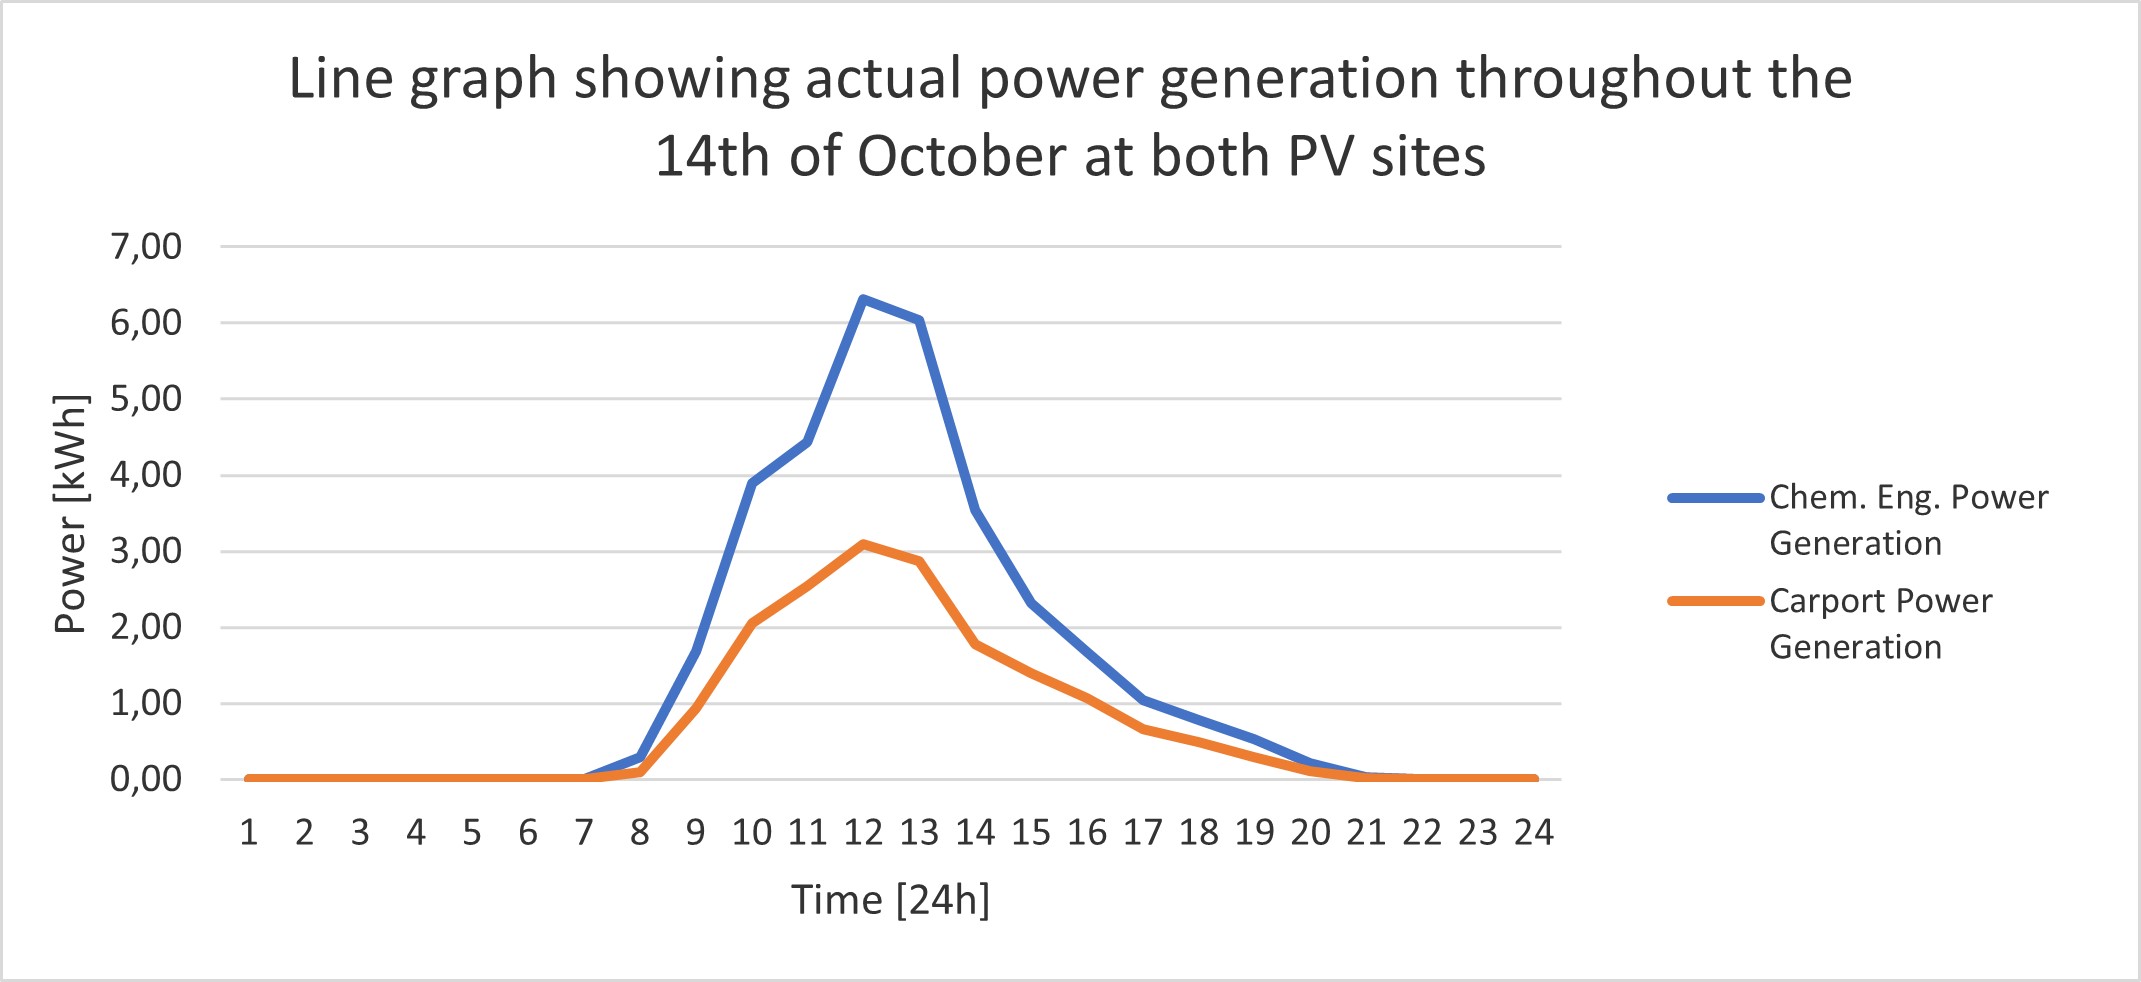 Line graph showing actual power generation throughout the
14th of October at both PV sites
7,00
6,00
5,00
4,00
3,00
2,00
1,00
0,00
Power [kWh]
1 2 3 4 5 6 7 8 9 10 11 12 13 14 15 16 17 18 19 20 21 22 23 24
Time [24h]
Chem. Eng. Power
Generation
Carport Power
Generation